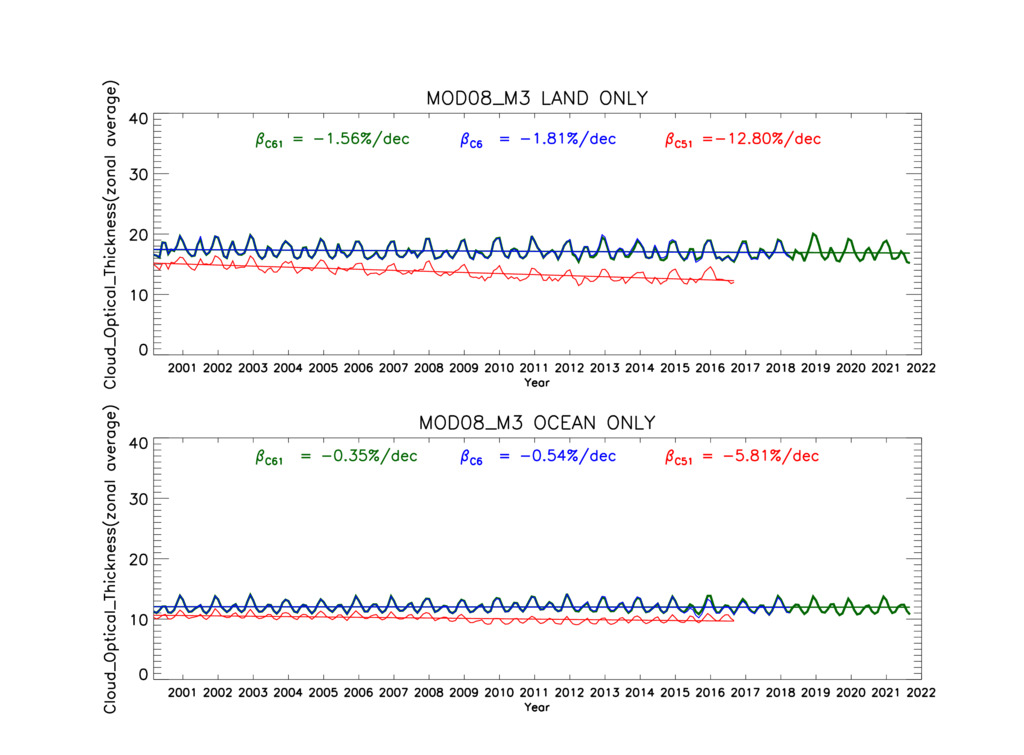 MOD08_M3 LAND ONLY
Cloud_Optical_Thickness(zonal average)
40
30
20
10
0
βC61 = −1.56%/dec βC6 = −1.81%/dec βC51 =−12.80%/dec
2001 2002 2003 2004 2005 2006 2007 2008 2009 2010 2011 2012 2013 2014 2015 2016 2017 2018 2019 2020 2021 2022
Year
MOD08_M3 OCEAN ONLY
Cloud_Optical_Thickness(zonal average)
40
30
20
10
0
βC61 = −0.35%/dec βC6 = −0.54%/dec βC51 = −5.81%/dec
2001 2002 2003 2004 2005 2006 2007 2008 2009 2010 2011 2012 2013 2014 2015 2016 2017 2018 2019 2020 2021 2022
Year